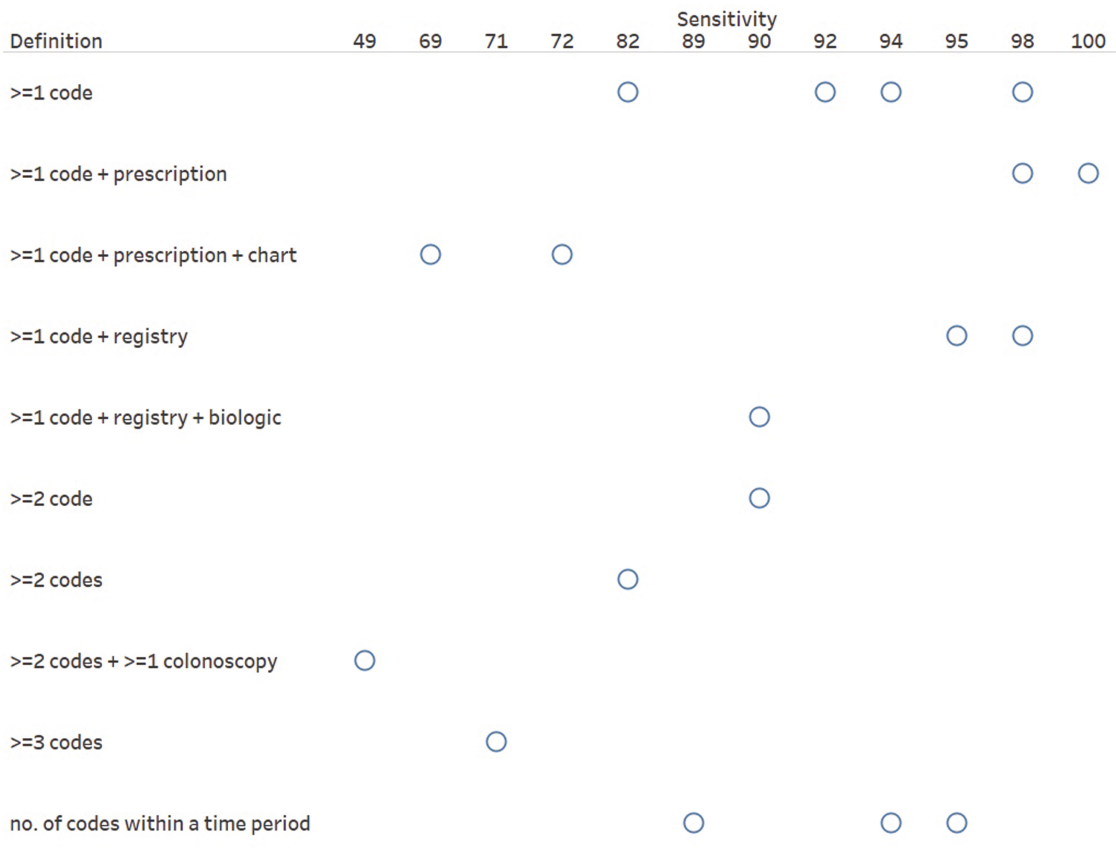 Sensitivity
Definition 49 69 71 72 82 89 90 92 94 95 98 100
>=1 code
>=1 code + prescription
>=1 code + prescription + chart
>=1 code + registry
>=1 code + registry + biologic
>=2 code
>=2 codes
>=2 codes + >=1 colonoscopy
>=3 codes
no. of codes within a time period